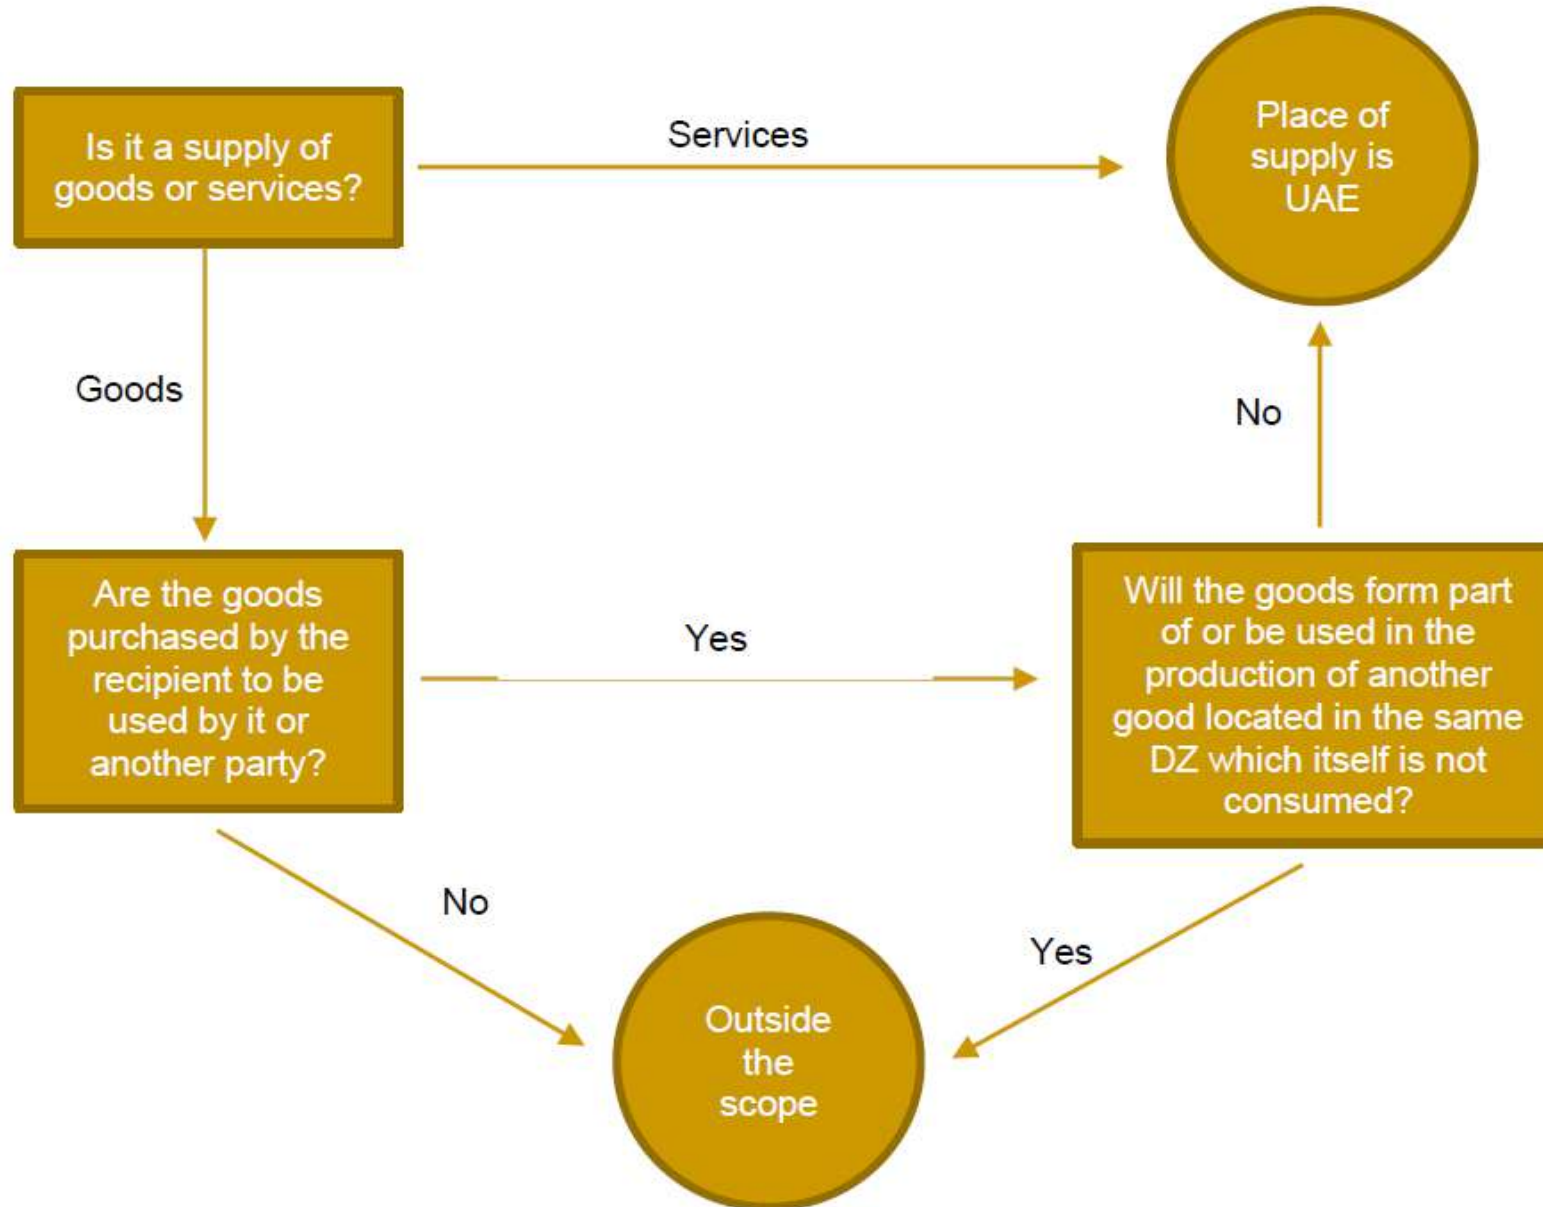 Is it a supply of
goods or services?
Services
Place of
supply is
UAE
Goods
No
Are the goods
purchased by the
recipient to be
used by it or
another party?
Yes
Will the goods form part
of or be used in the
production of another
good located in the same
DZ which itself is not
consumed?
No
Yes
Outside
the
scope